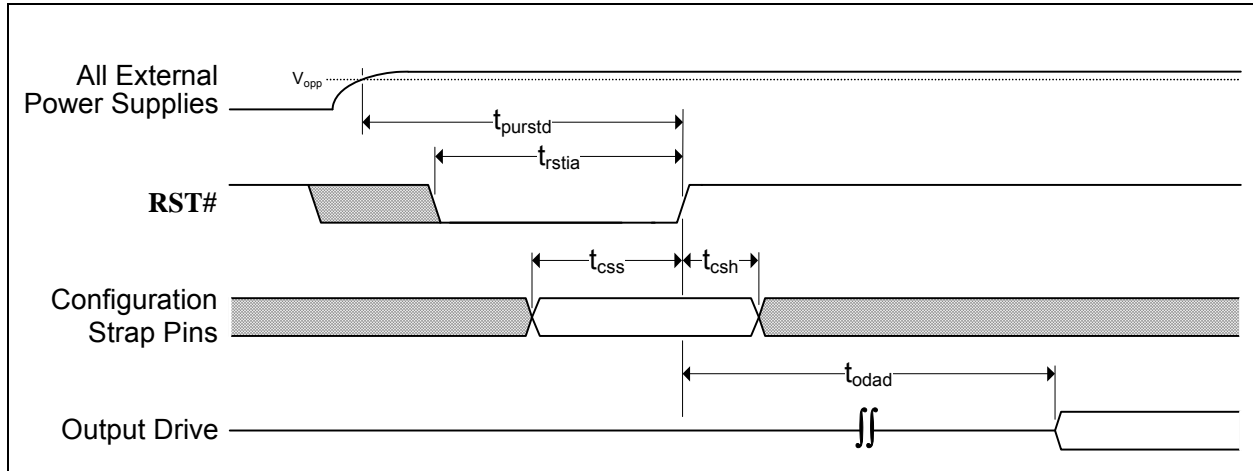 All External
Power Supplies
Vopp
tpurstd
trstia
RST#
tcss
tcsh
Configuration
Strap Pins
todad
Output Drive